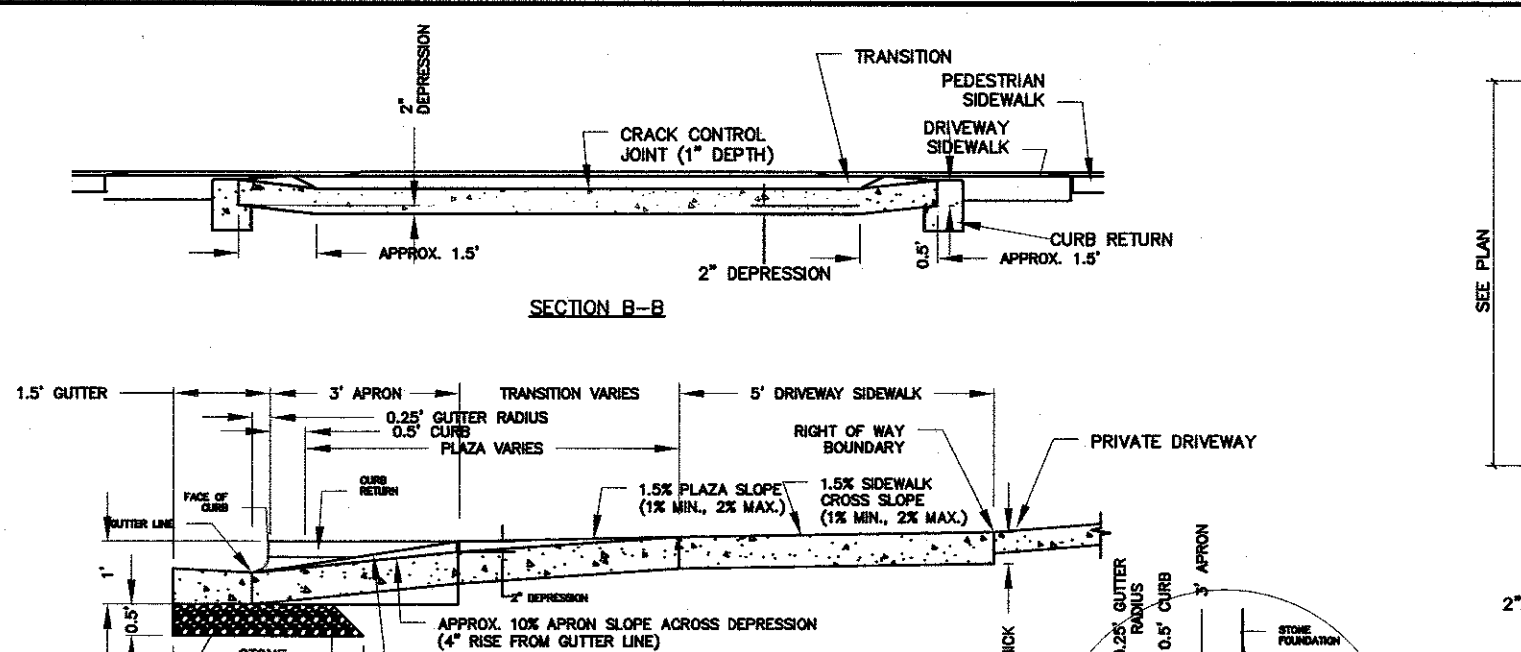 2" DEPRESSION
TRANSITION
PEDESTRIAN
SIDEWALK
DRIVEWAY
SIDEWALK
CRACK CONTROL
JOINT (1" DEPTH)
APPROX. 1.5'
2" DEPRESSION
0.5'
CURB RETURN
APPROX. 1.5'
SECTION B-B
SEE PLAN
1.5' GUTTER
3' APRON
TRANSITION VARIES
5' DRIVEWAY SIDEWALK
0.25' GUTTER RADIUS
0.5' CURB
PLAZA VARIES
RIGHT OF WAY
BOUNDARY
PRIVATE DRIVEWAY
FACE OF
CURB
CURB
RETURN
1.5% PLAZA SLOPE
(1% MIN., 2% MAX.)
1.5% SIDEWALK
CROSS SLOPE
(1% MIN., 2% MAX.)
GUTTER LINE
1'
0.5'
2" DEPRESSION
APPROX. 10% APRON SLOPE ACROSS DEPRESSION
(4" RISE FROM GUTTER LINE)
STONE
0.25' GUTTER
RADIUS
0.5' CURB
3' APRON
STONE
FOUNDATION
2"